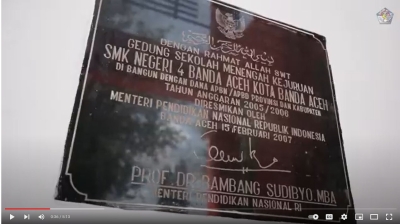 بسم الله الرحمن الرحيم
DENGAN RAHMAT ALLAH SWT
GEDUNG SEKOLAH MENENGAH KEJURUAN
SMK NEGERI 4 BANDA ACEH KOTA BANDA ACEH
DI BANGUN DENGAN DANA APBN/APBD PROVINSI DAN KABUPATEN
TAHUN ANGGARAN 2005/2006
DIRESMIKAN OLEH
MENTERI PENDIDIKAN NASIONAL REPUBLIK INDONESIA
BANDA ACEH 15 FEBRUARI 2007
PROF. DR. BAMBANG SUDIBYO, MBA
MENTERI PENDIDIKAN NASIONAL RI